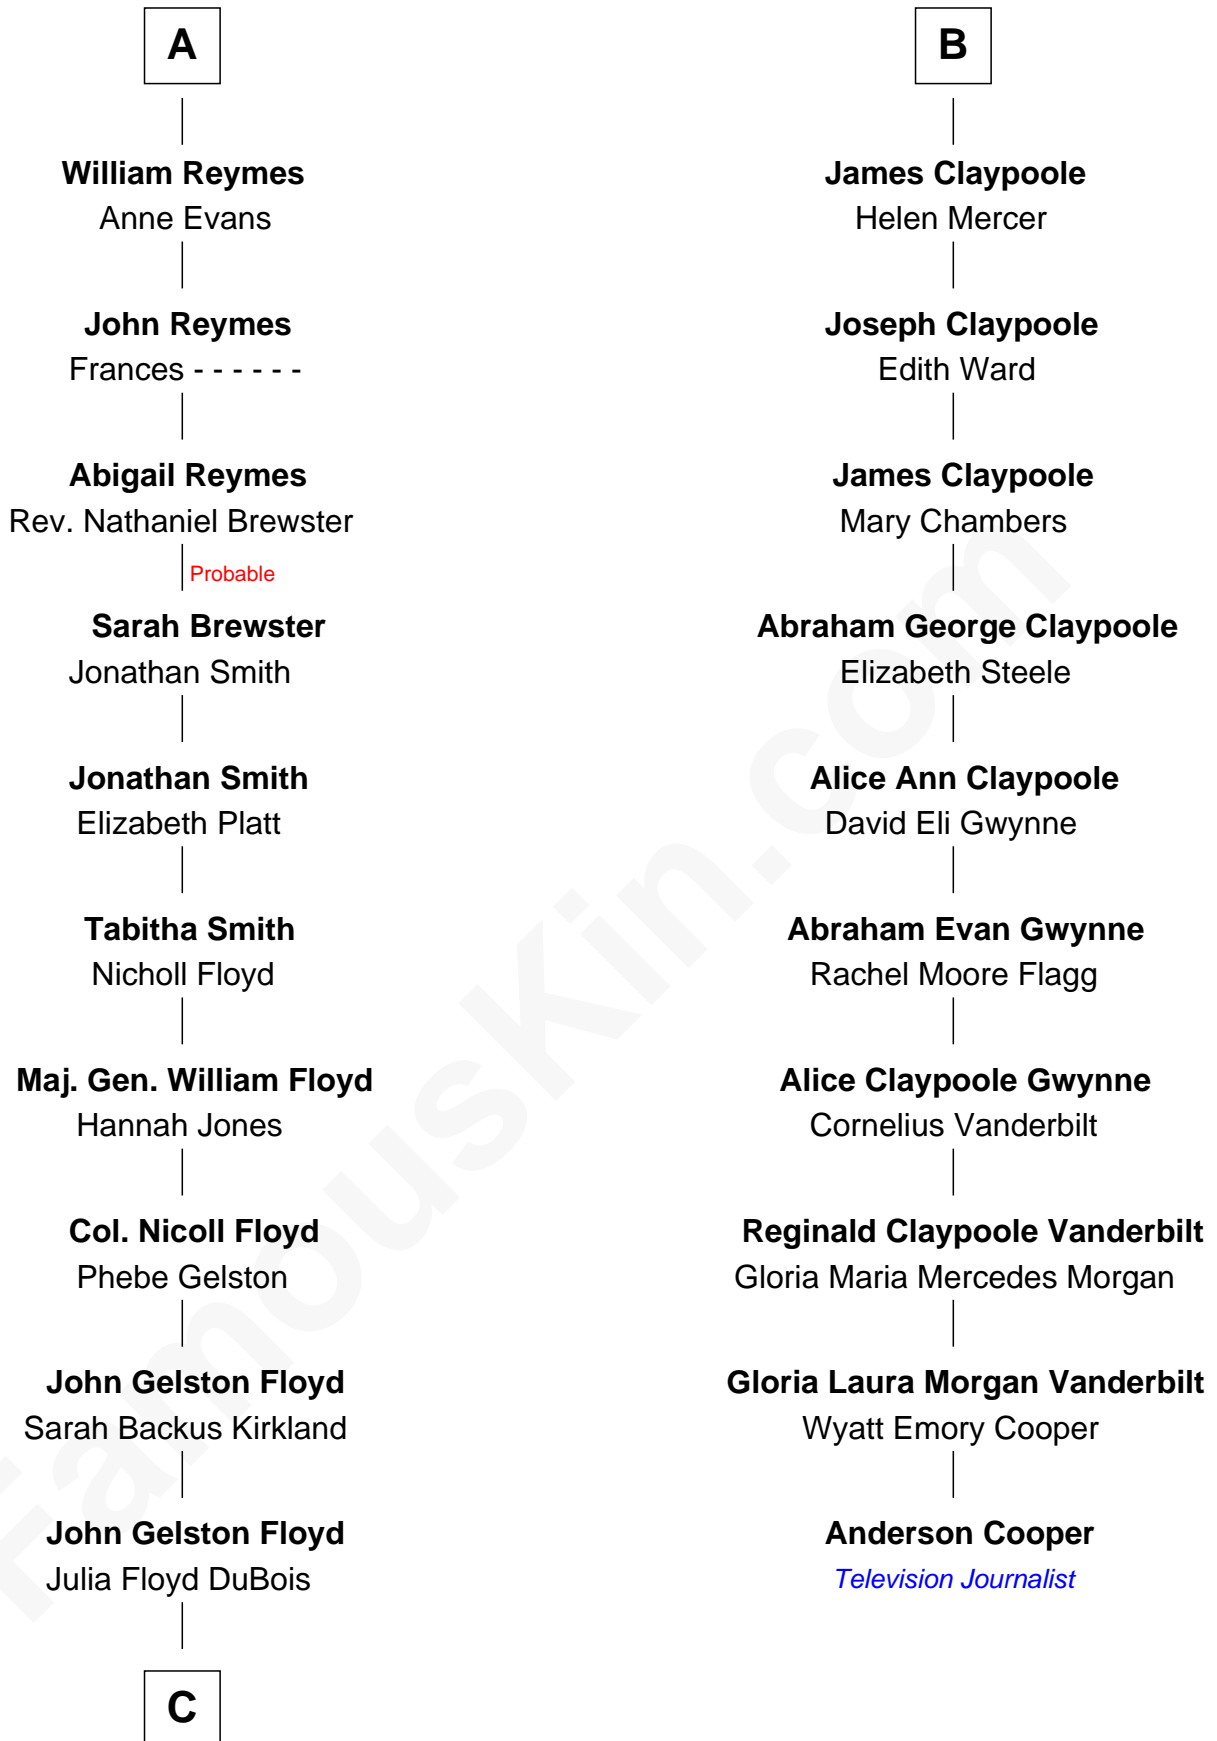 A
William Reymes
Anne Evans
John Reymes
Frances - - - - - -
Abigail Reymes
Rev. Nathaniel Brewster
Probable
Sarah Brewster
Jonathan Smith
Jonathan Smith
Elizabeth Platt
Tabitha Smith
Nicholl Floyd
Maj. Gen. William Floyd
Hannah Jones
Col. Nicoll Floyd
Phebe Gelston
John Gelston Floyd
Sarah Backus Kirkland
John Gelston Floyd
Julia Floyd DuBois
C
B
James Claypoole
Helen Mercer
Joseph Claypoole
Edith Ward
James Claypoole
Mary Chambers
Abraham George Claypoole
Elizabeth Steele
Alice Ann Claypoole
David Eli Gwynne
Abraham Evan Gwynne
Rachel Moore Flagg
Alice Claypoole Gwynne
Cornelius Vanderbilt
Reginald Claypoole Vanderbilt
Gloria Maria Mercedes Morgan
Gloria Laura Morgan Vanderbilt
Wyatt Emory Cooper
Anderson Cooper
Television Journalist
FamousKin.com